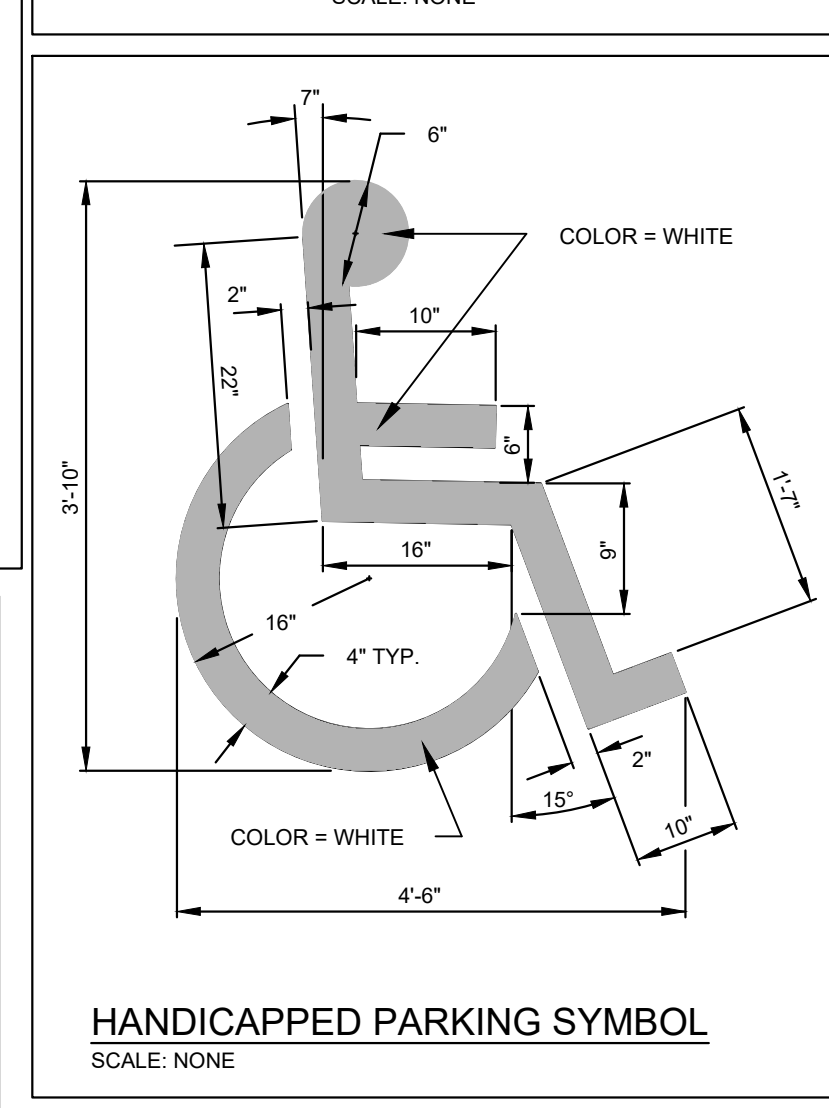 SCALE: NONE
7"
6"
COLOR = WHITE
2"
10"
22"
6"
1'-7"
3'-10"
16"
9"
16"
4" TYP.
2"
15°
10"
COLOR = WHITE
4'-6"
HANDICAPPED PARKING SYMBOL
SCALE: NONE